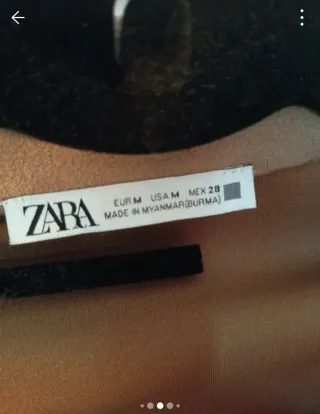 ZARA
EUR M USA M MEX 28
MADE IN MYANMAR(BURMA)